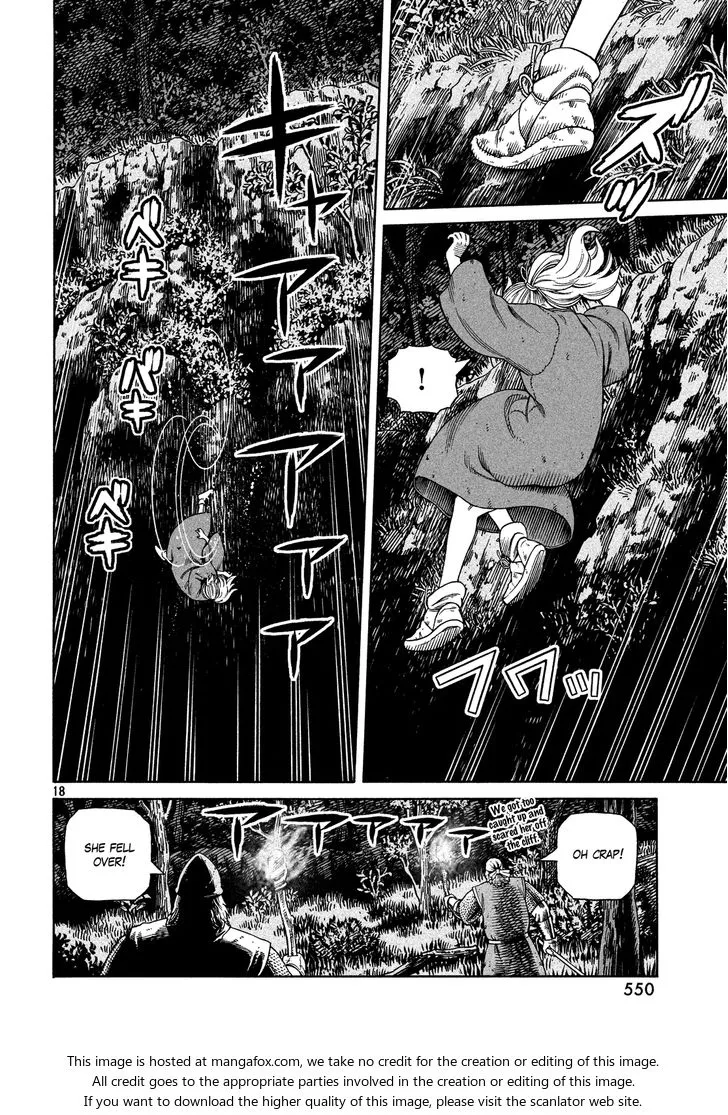 ズッ
!
フワッ
キャアアアアアア
ベキ
ベキ
ベキ
18
アアアアア
We got too
caught up and
scared her off
the cliff.
OH CRAP!
SHE FELL
OVER!
550
This image is hosted at mangafox.com, we take no credit for the creation or editing of this image.
All credit goes to the appropriate parties involved in the creation or editing of this image.
If you want to download the higher quality of this image, please visit the scanlator web site.